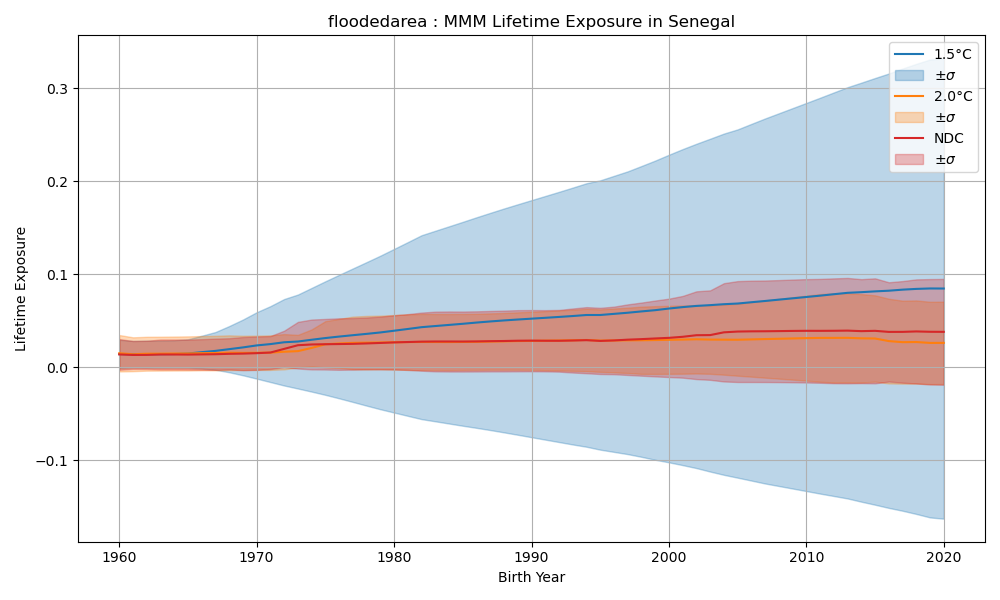 floodedarea : MMM Lifetime Exposure in Senegal
Lifetime Exposure
0.3
0.2
0.1
0.0
−0.1
1960
1970
1980
1990
2000
2010
2020
Birth Year
1.5°C
±σ
2.0°C
±σ
NDC
±σ